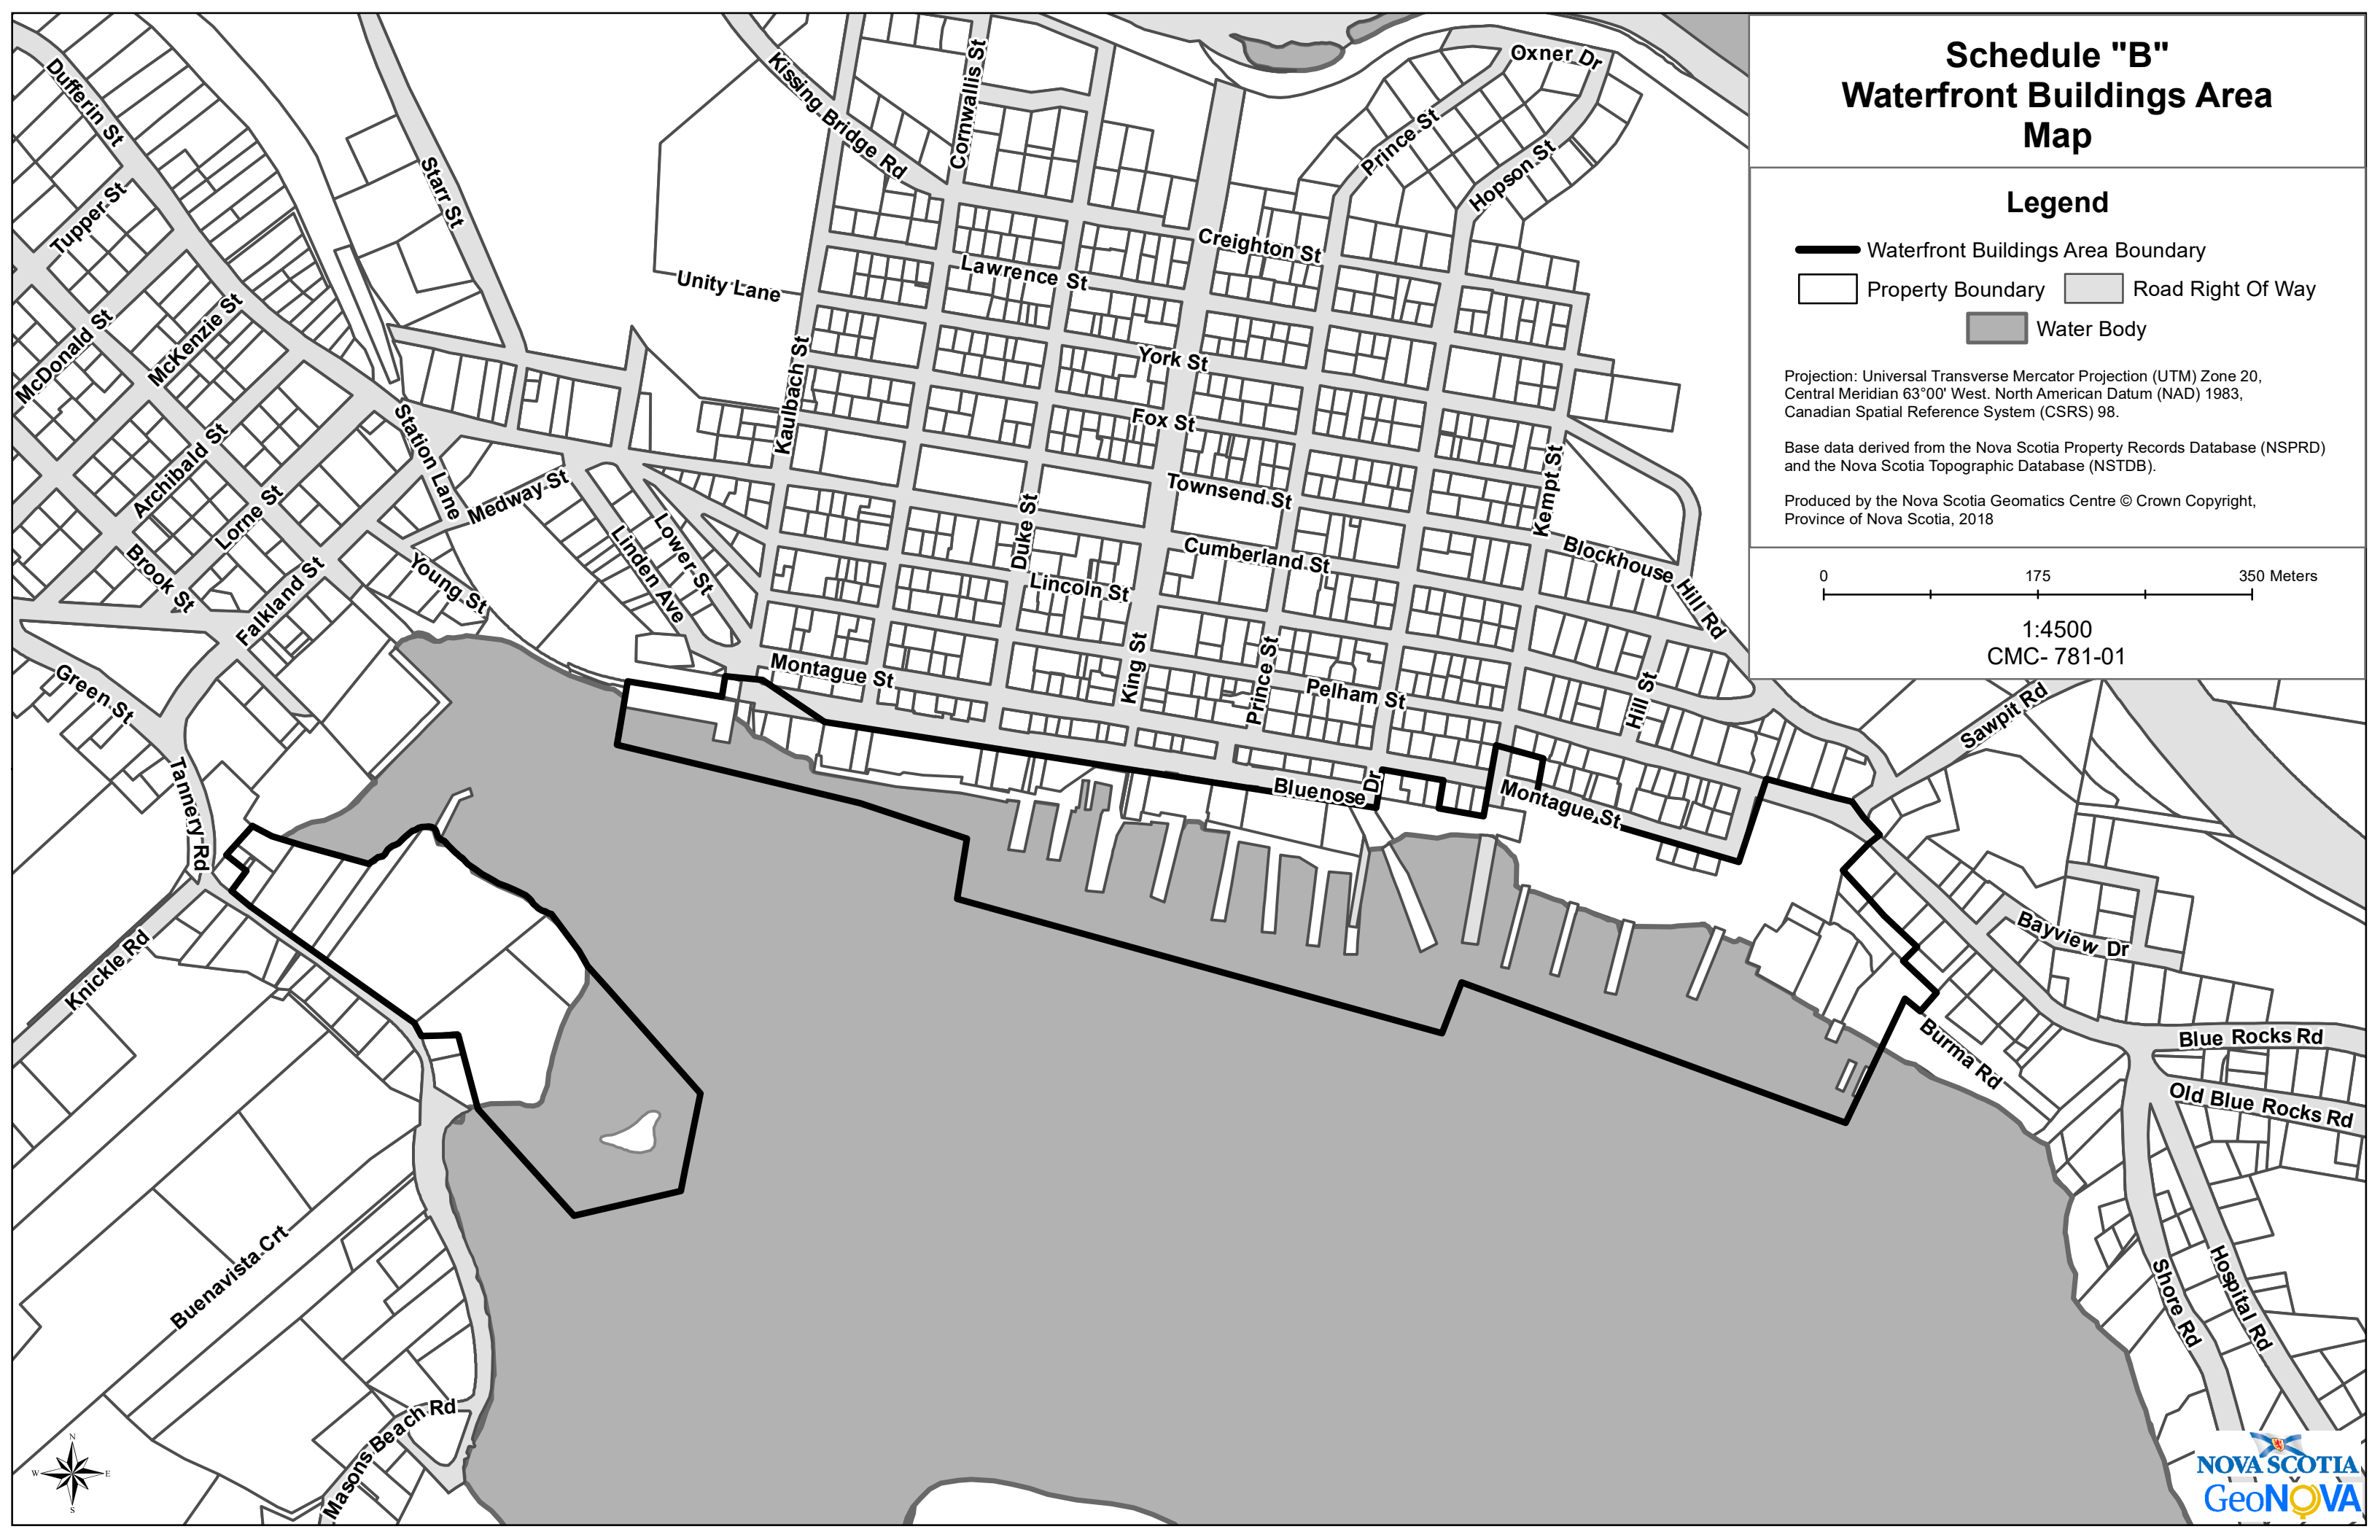 Schedule "B"
Waterfront Buildings Area
Map
Legend
Waterfront Buildings Area Boundary
Property Boundary
Road Right Of Way
Water Body
Projection: Universal Transverse Mercator Projection (UTM) Zone 20,
Central Meridian 63°00' West. North American Datum (NAD) 1983,
Canadian Spatial Reference System (CSRS) 98.
Base data derived from the Nova Scotia Property Records Database (NSPRD)
and the Nova Scotia Topographic Database (NSTDB).
Produced by the Nova Scotia Geomatics Centre © Crown Copyright,
Province of Nova Scotia, 2018
0 175 350 Meters
1:4500
CMC- 781-01
Dufferin St
Tupper St
McDonald St
McKenzie St
Starr St
Kissing Bridge Rd
Cornwallis St
Oxner Dr
Prince St
Hopson St
Creighton St
Lawrence St
Unity Lane
York St
Kaulbach St
Fox St
Station Lane
Archibald St
Lorne St
Medway St
Townsend St
Kempt St
Duke St
Linden Ave
Lower St
Brook St
Falkland St
Young St
Cumberland St
Lincoln St
Blockhouse Hill Rd
Green St
Montague St
King St
Prince St
Pelham St
Hill St
Sawpit Rd
Tannery Rd
Bluenose Dr
Montague St
Knickle Rd
Bayview Dr
Burma Rd
Blue Rocks Rd
Old Blue Rocks Rd
Buenavista Crt
Shore Rd
Hospital Rd
Masons Beach Rd
N
W
E
S
NOVA SCOTIA
GeoNOVA